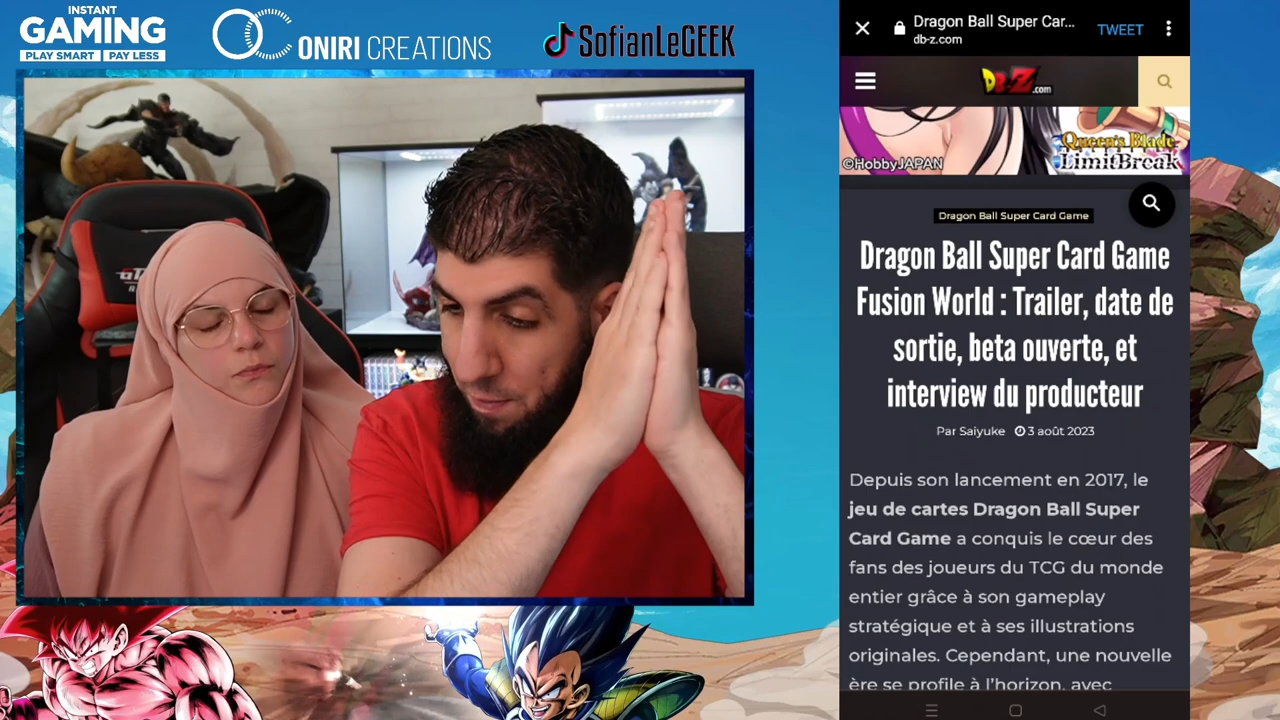 INSTANT
GAMING
PLAY SMART PAY LESS
OC ONIRI CREATIONS
SofianLeGEEK
Dragon Ball Super Car...
db-z.com
TWEET
DB-Z.com
©HobbyJAPAN
Queen's Blade
LimitBreak
Dragon Ball Super Card Game
Dragon Ball Super Card Game
Fusion World : Trailer, date de
sortie, beta ouverte, et
interview du producteur
Par Saiyuke 3 août 2023
Depuis son lancement en 2017, le
jeu de cartes Dragon Ball Super
Card Game a conquis le cœur des
fans des joueurs du TCG du monde
entier grâce à son gameplay
stratégique et à ses illustrations
originales. Cependant, une nouvelle
ère se profile à l'horizon, avec